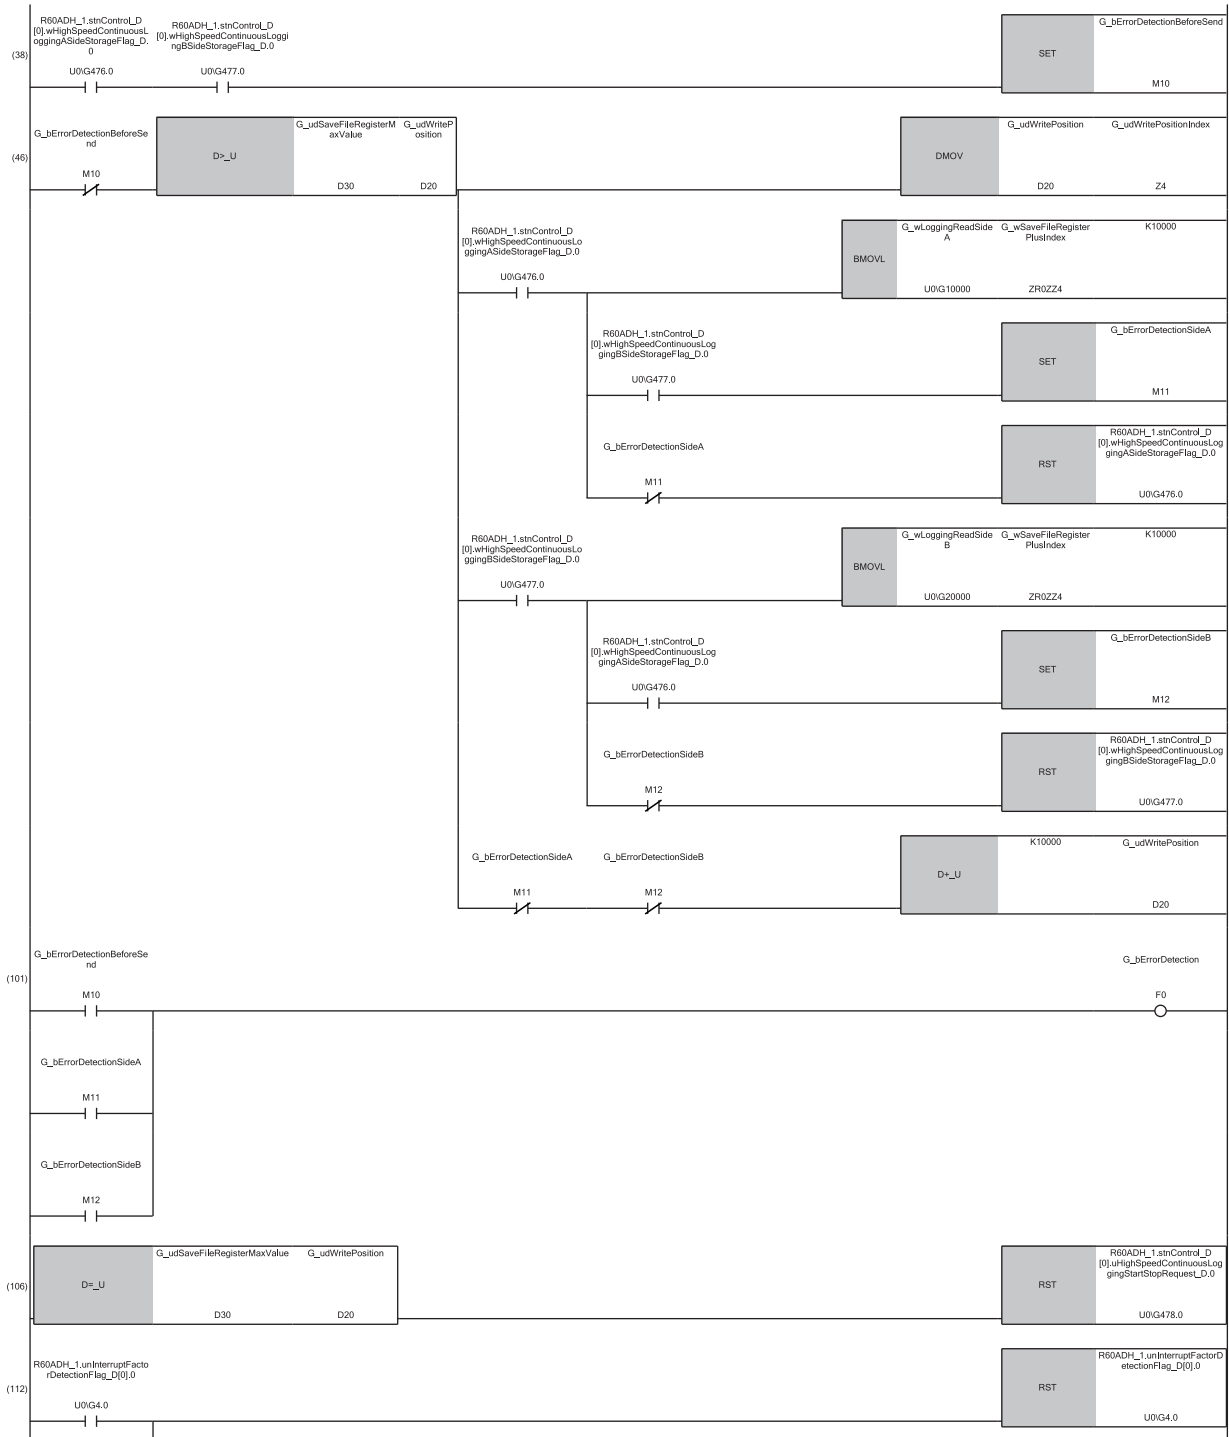 R60ADH_1.stnControl_D
[0].wHighSpeedContinuousL
oggingASideStorageFlag_D.
0
R60ADH_1.stnControl_D
[0].wHighSpeedContinuousLoggi
ngBSideStorageFlag_D.0
G_bErrorDetectionBeforeSend
(38)
SET
U0\G476.0
U0\G477.0
M10
G_bErrorDetectionBeforeSe
nd
G_udSaveFileRegisterM
axValue
G_udWriteP
osition
G_udWritePosition
G_udWritePositionIndex
(46)
D>_U
DMOV
M10
D30
D20
D20
Z4
R60ADH_1.stnControl_D
[0].wHighSpeedContinuousLo
ggingASideStorageFlag_D.0
G_wLoggingReadSide
A
G_wSaveFileRegister
PlusIndex
K10000
BMOVL
U0\G476.0
U0\G10000
ZR0ZZ4
R60ADH_1.stnControl_D
[0].wHighSpeedContinuousLog
gingBSideStorageFlag_D.0
G_bErrorDetectionSideA
SET
U0\G477.0
M11
G_bErrorDetectionSideA
R60ADH_1.stnControl_D
[0].wHighSpeedContinuousLog
gingASideStorageFlag_D.0
RST
M11
U0\G476.0
R60ADH_1.stnControl_D
[0].wHighSpeedContinuousLo
ggingBSideStorageFlag_D.0
G_wLoggingReadSide
B
G_wSaveFileRegister
PlusIndex
K10000
BMOVL
U0\G477.0
U0\G20000
ZR0ZZ4
R60ADH_1.stnControl_D
[0].wHighSpeedContinuousLog
gingASideStorageFlag_D.0
G_bErrorDetectionSideB
SET
U0\G476.0
M12
G_bErrorDetectionSideB
R60ADH_1.stnControl_D
[0].wHighSpeedContinuousLog
gingBSideStorageFlag_D.0
RST
M12
U0\G477.0
G_bErrorDetectionSideA
G_bErrorDetectionSideB
K10000
G_udWritePosition
D+_U
M11
M12
D20
G_bErrorDetectionBeforeSe
nd
G_bErrorDetection
(101)
M10
F0
G_bErrorDetectionSideA
M11
G_bErrorDetectionSideB
M12
G_udSaveFileRegisterMaxValue
G_udWritePosition
R60ADH_1.stnControl_D
[0].uHighSpeedContinuousLog
gingStartStopRequest_D.0
(106)
D=_U
RST
D30
D20
U0\G478.0
R60ADH_1.unInterruptFacto
rDetectionFlag_D[0].0
R60ADH_1.unInterruptFactorD
etectionFlag_D[0].0
(112)
RST
U0\G4.0
U0\G4.0